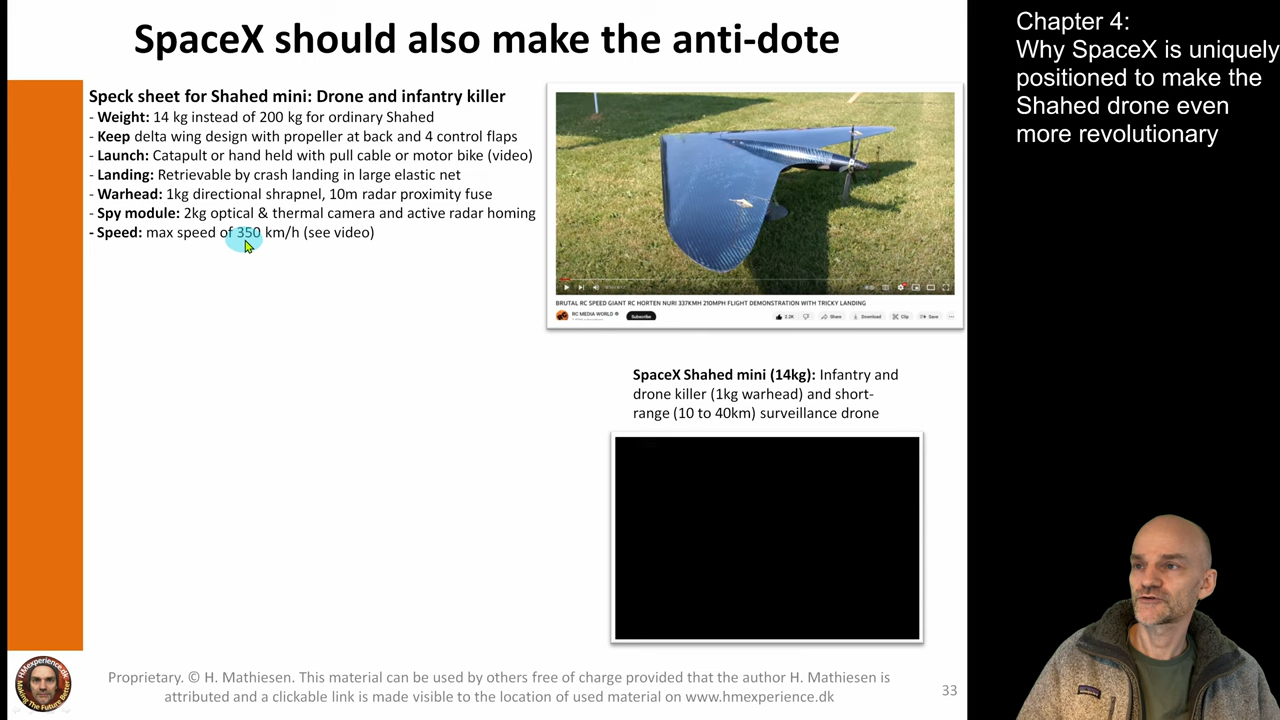 SpaceX should also make the anti-dote
Speck sheet for Shahed mini: Drone and infantry killer
- Weight: 14 kg instead of 200 kg for ordinary Shahed
- Keep delta wing design with propeller at back and 4 control flaps
- Launch: Catapult or hand held with pull cable or motor bike (video)
- Landing: Retrievable by crash landing in large elastic net
- Warhead: 1kg directional shrapnel, 10m radar proximity fuse
- Spy module: 2kg optical & thermal camera and active radar homing
- Speed: max speed of 350 km/h (see video)
BRUTAL RC SPEED GIANT RC HORTEN NURI 337KMH 210MPH FLIGHT DEMONSTRATION WITH TRICKY LANDING
RC MEDIA WORLD
Subscribe
Share
Download
Clip
Save
SpaceX Shahed mini (14kg): Infantry and
drone killer (1kg warhead) and short-
range (10 to 40km) surveillance drone
Chapter 4:
Why SpaceX is uniquely
positioned to make the
Shahed drone even
more revolutionary
HMexperience.dk
Making The Future Better
Proprietary. © H. Mathiesen. This material can be used by others free of charge provided that the author H. Mathiesen is
attributed and a clickable link is made visible to the location of used material on www.hmexperience.dk
33